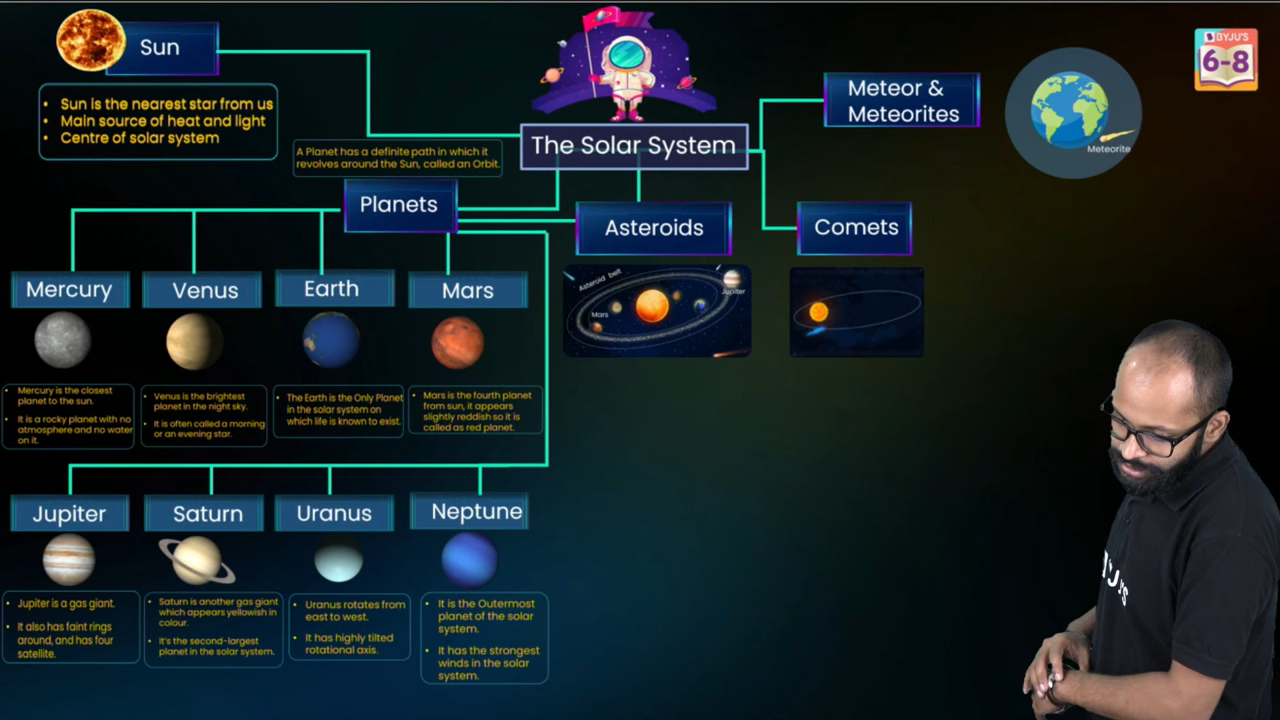 Sun
• Sun is the nearest star from us
• Main source of heat and light
• Centre of solar system
The Solar System
A Planet has a definite path in which it
revolves around the Sun, called an Orbit.
Meteor &
Meteorites
Meteorite
BYJU'S
6-8
Planets
Asteroids
Comets
Asteroid belt
Jupiter
Mars
Mercury
Venus
Earth
Mars
• Mercury is the closest
planet to the sun.
• It is a rocky planet with no
atmosphere and no water
on it.
• Venus is the brightest
planet in the night sky.
• It is often called a morning
or an evening star.
• The Earth is the Only Planet
in the solar system on
which life is known to exist.
• Mars is the fourth planet
from sun, it appears
slightly reddish so it is
called as red planet.
Jupiter
Saturn
Uranus
Neptune
• Jupiter is a gas giant.
• It also has faint rings
around, and has four
satellite.
• Saturn is another gas giant
which appears yellowish in
colour.
• It's the second-largest
planet in the solar system.
• Uranus rotates from
east to west.
• It has highly tilted
rotational axis.
• It is the Outermost
planet of the solar
system.
• It has the strongest
winds in the solar
system.